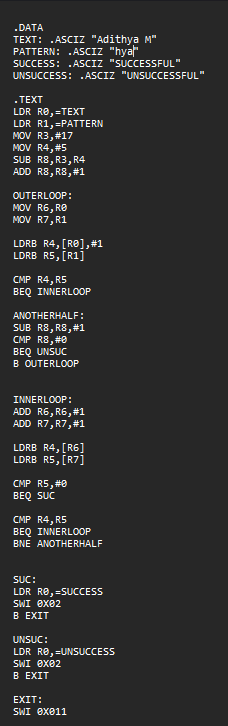 .DATA
TEXT: .ASCIZ "Adithya M"
PATTERN: .ASCIZ "hya"
SUCCESS: .ASCIZ "SUCCESSFUL"
UNSUCCESS: .ASCIZ "UNSUCCESSFUL"
.TEXT
LDR R0,=TEXT
LDR R1,=PATTERN
MOV R3,#17
MOV R4,#5
SUB R8,R3,R4
ADD R8,R8,#1
OUTERLOOP:
MOV R6,R0
MOV R7,R1
LDRB R4,[R0],#1
LDRB R5,[R1]
CMP R4,R5
BEQ INNERLOOP
ANOTHERHALF:
SUB R8,R8,#1
CMP R8,#0
BEQ UNSUC
B OUTERLOOP
INNERLOOP:
ADD R6,R6,#1
ADD R7,R7,#1
LDRB R4,[R6]
LDRB R5,[R7]
CMP R5,#0
BEQ SUC
CMP R4,R5
BEQ INNERLOOP
BNE ANOTHERHALF
SUC:
LDR R0,=SUCCESS
SWI 0X02
B EXIT
UNSUC:
LDR R0,=UNSUCCESS
SWI 0X02
B EXIT
EXIT:
SWI 0X011